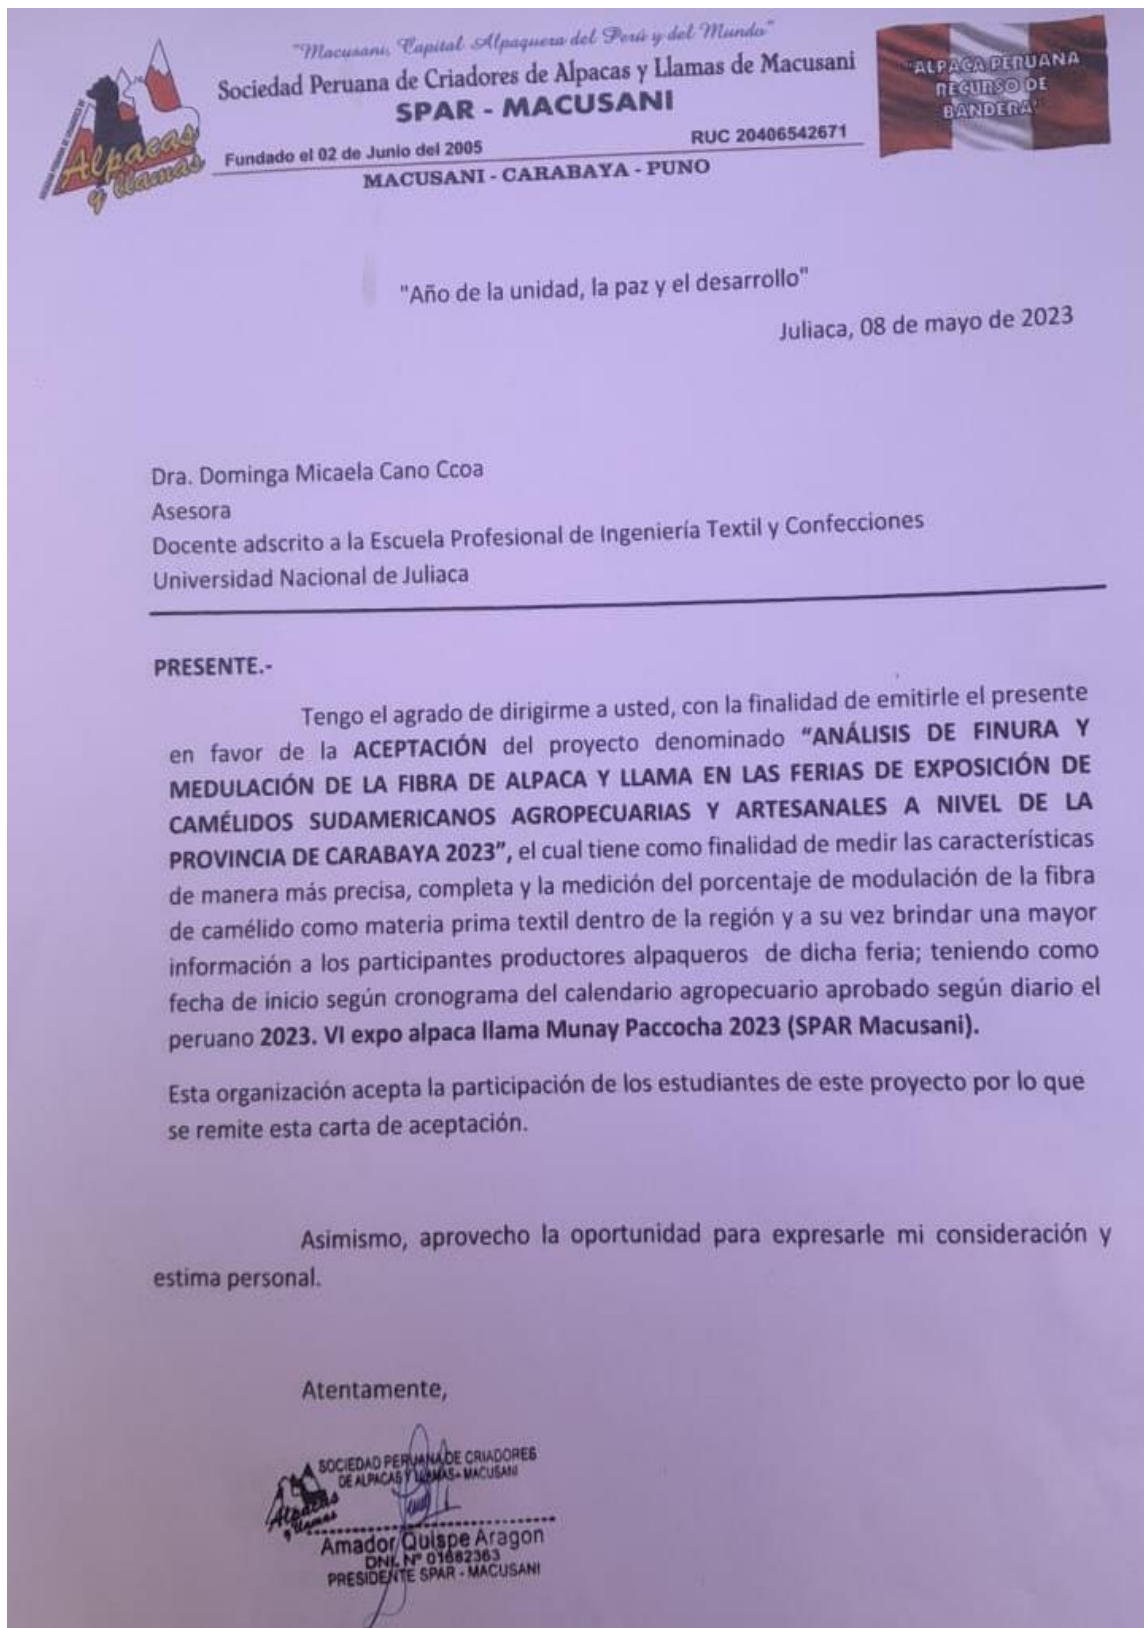 "Macusani, Capital Alpaquera del Perú y del Mundo"
Sociedad Peruana de Criadores de Alpacas y Llamas de Macusani
SPAR - MACUSANI
Fundado el 02 de Junio del 2005
RUC 20406542671
MACUSANI - CARABAYA - PUNO
Alpacas
y llamas
"ALPACA PERUANA
RECURSO DE
BANDERA"
"Año de la unidad, la paz y el desarrollo"
Juliaca, 08 de mayo de 2023
Dra. Dominga Micaela Cano Ccoa
Asesora
Docente adscrito a la Escuela Profesional de Ingeniería Textil y Confecciones
Universidad Nacional de Juliaca
PRESENTE.-
Tengo el agrado de dirigirme a usted, con la finalidad de emitirle el presente
en favor de la ACEPTACIÓN del proyecto denominado “ANÁLISIS DE FINURA Y
MEDULACIÓN DE LA FIBRA DE ALPACA Y LLAMA EN LAS FERIAS DE EXPOSICIÓN DE
CAMÉLIDOS SUDAMERICANOS AGROPECUARIAS Y ARTESANALES A NIVEL DE LA
PROVINCIA DE CARABAYA 2023”, el cual tiene como finalidad de medir las características
de manera más precisa, completa y la medición del porcentaje de modulación de la fibra
de camélido como materia prima textil dentro de la región y a su vez brindar una mayor
información a los participantes productores alpaqueros de dicha feria; teniendo como
fecha de inicio según cronograma del calendario agropecuario aprobado según diario el
peruano 2023. VI expo alpaca llama Munay Paccocha 2023 (SPAR Macusani).
Esta organización acepta la participación de los estudiantes de este proyecto por lo que
se remite esta carta de aceptación.
Asimismo, aprovecho la oportunidad para expresarle mi consideración y
estima personal.
Atentamente,
SOCIEDAD PERUANA DE CRIADORES
DE ALPACAS Y LLAMAS - MACUSANI
Alpacas
y llamas
Amador Quispe Aragon
DNI. N° 01682363
PRESIDENTE SPAR - MACUSANI